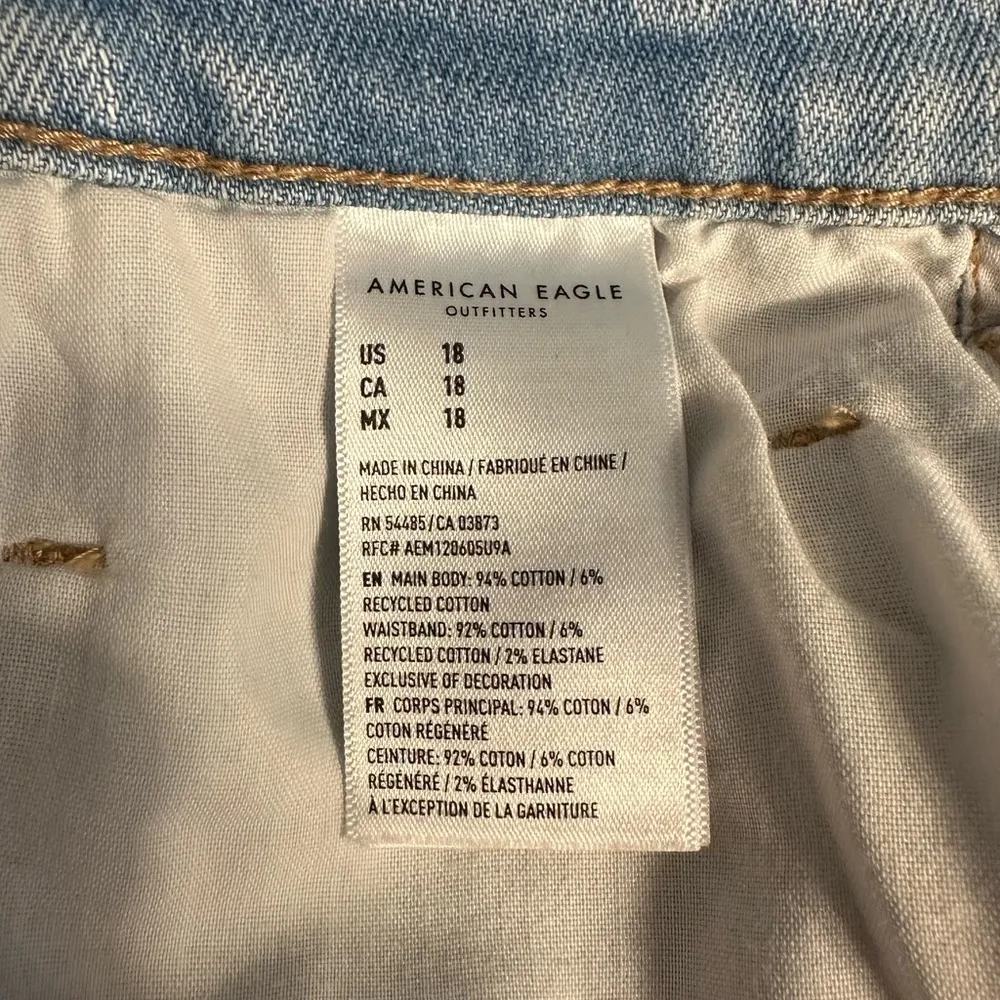 AMERICAN EAGLE
OUTFITTERS
US 18
CA 18
MX 18
MADE IN CHINA / FABRIQUÉ EN CHINE /
HECHO EN CHINA
RN 54485/CA 03873
RFC# AEM120605U9A
EN MAIN BODY: 94% COTTON / 6%
RECYCLED COTTON
WAISTBAND: 92% COTTON / 6%
RECYCLED COTTON / 2% ELASTANE
EXCLUSIVE OF DECORATION
FR CORPS PRINCIPAL: 94% COTON / 6%
COTON RÉGÉNÉRÉ
CEINTURE: 92% COTON / 6% COTON
RÉGÉNÉRÉ / 2% ÉLASTHANNE
À L'EXCEPTION DE LA GARNITURE